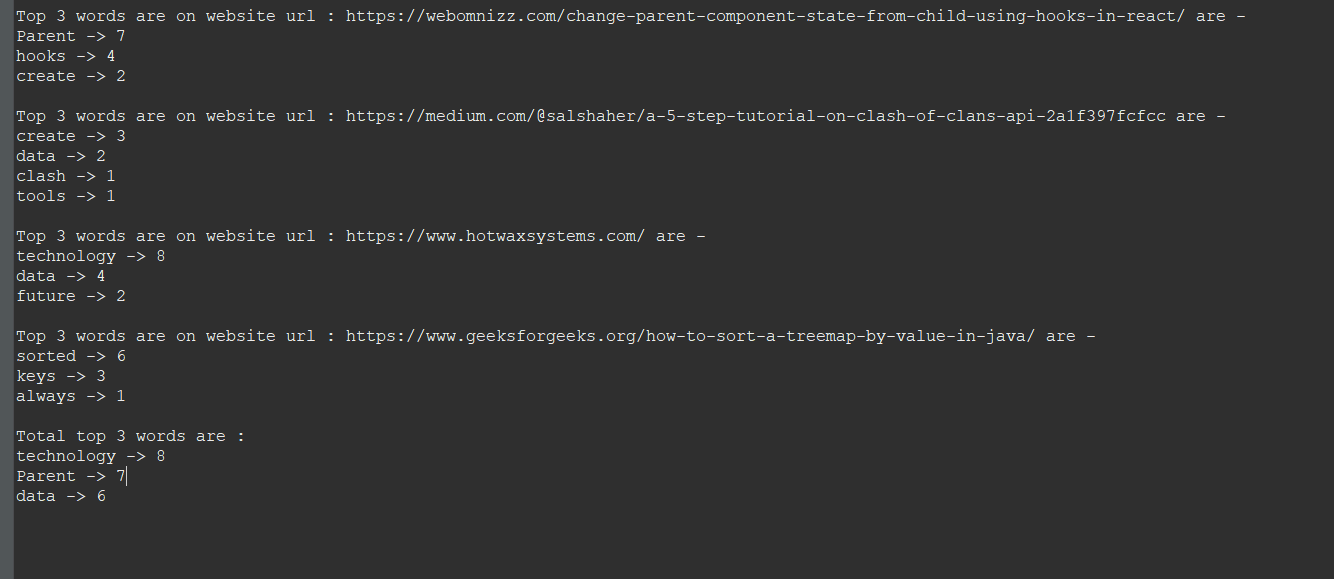 Top 3 words are on website url : https://webomnizz.com/change-parent-component-state-from-child-using-hooks-in-react/ are -
Parent -> 7
hooks -> 4
create -> 2
Top 3 words are on website url : https://medium.com/@salshaher/a-5-step-tutorial-on-clash-of-clans-api-2a1f397fcfcc are -
create -> 3
data -> 2
clash -> 1
tools -> 1
Top 3 words are on website url : https://www.hotwaxsystems.com/ are -
technology -> 8
data -> 4
future -> 2
Top 3 words are on website url : https://www.geeksforgeeks.org/how-to-sort-a-treemap-by-value-in-java/ are -
sorted -> 6
keys -> 3
always -> 1
Total top 3 words are :
technology -> 8
Parent -> 7
data -> 6